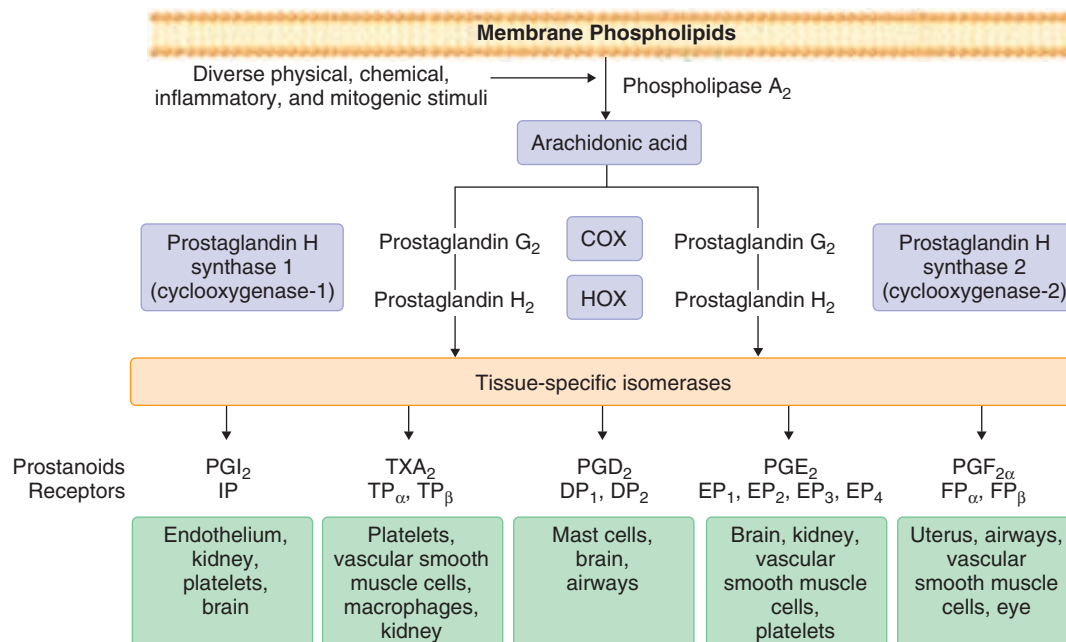 Membrane Phospholipids
Diverse physical, chemical,
inflammatory, and mitogenic stimuli
Phospholipase A₂
Arachidonic acid
Prostaglandin H
synthase 1
(cyclooxygenase-1)
Prostaglandin G₂
COX
Prostaglandin G₂
Prostaglandin H
synthase 2
(cyclooxygenase-2)
Prostaglandin H₂
HOX
Prostaglandin H₂
Tissue-specific isomerases
Prostanoids PGI₂ TXA₂ PGD₂ PGE₂ PGF₂α
Receptors IP TPα, TPβ DP₁, DP₂ EP₁, EP₂, EP₃, EP₄ FPα, FPβ
Endothelium,
kidney,
platelets,
brain
Platelets,
vascular smooth
muscle cells,
macrophages,
kidney
Mast cells,
brain,
airways
Brain, kidney,
vascular
smooth muscle
cells,
platelets
Uterus, airways,
vascular
smooth muscle
cells, eye